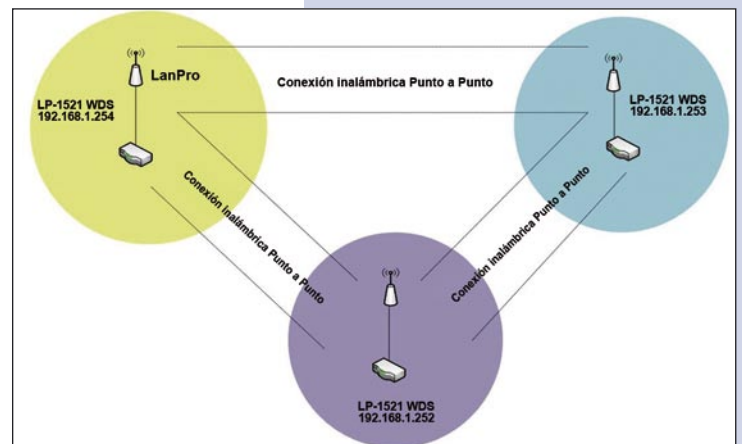 LanPro
LP-1521 WDS
192.168.1.254
Conexión inalámbrica Punto a Punto
LP-1521 WDS
192.168.1.253
Conexión inalámbrica Punto a Punto
Conexión inalámbrica Punto a Punto
LP-1521 WDS
192.168.1.252